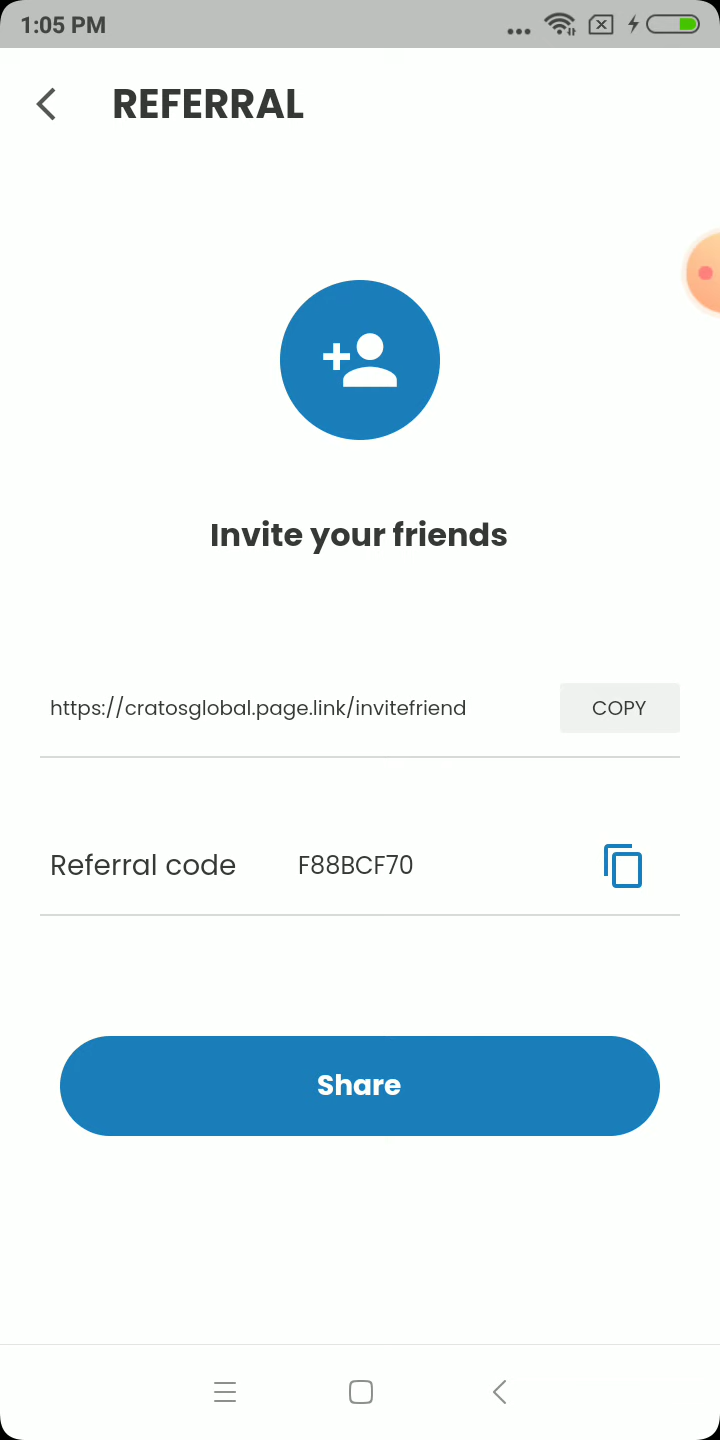 1:05 PM
REFERRAL
Invite your friends
https://cratosglobal.page.link/invitefriend
COPY
Referral code
F88BCF70
Share